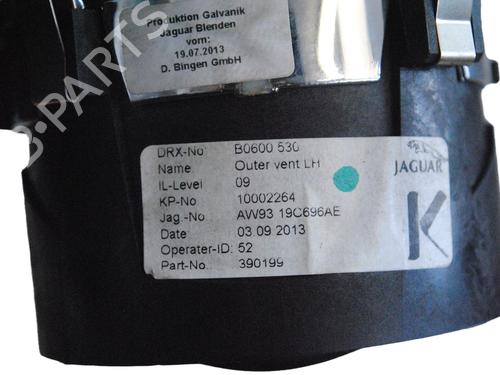 Produktion Galvanik
Jaguar Blenden
vom:
19.07.2013
D. Bingen GmbH
DRX-No B0600 530
Name Outer vent LH
IL-Level 09
KP-No 10002264
Jag.-No AW93 19C696AE
Date 03 09 2013
Operater-ID: 52
Part-No. 390199
JAGUAR
K
B-PARTS